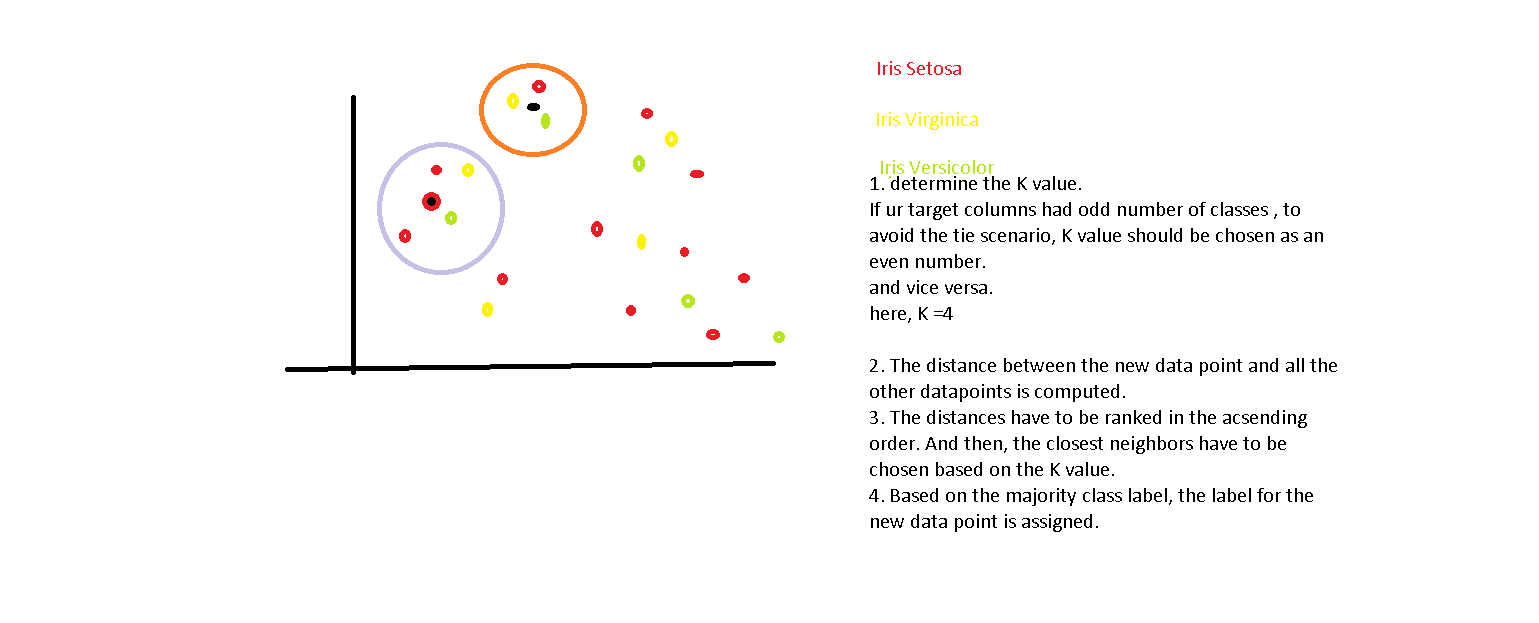 Iris Setosa
Iris Virginica
Iris Versicolor
1. determine the K value.
If ur target columns had odd number of classes , to
avoid the tie scenario, K value should be chosen as an
even number.
and vice versa.
here, K =4
2. The distance between the new data point and all the
other datapoints is computed.
3. The distances have to be ranked in the acsending
order. And then, the closest neighbors have to be
chosen based on the K value.
4. Based on the majority class label, the label for the
new data point is assigned.